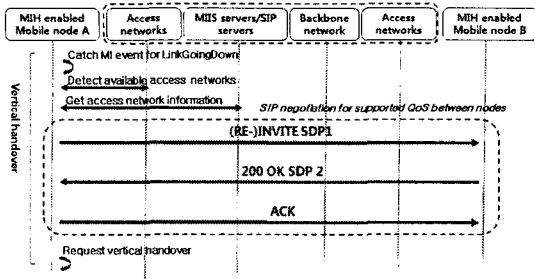 MIH enabled
Mobile node A
Access
networks
MIIS servers/SIP
servers
Backbone
network
Access
networks
MIH enabled
Mobile node B
Vertical handover
Catch MI event for LinkGoingDown
Detect available access networks
Get access network information
SIP negotiation for supported QoS between nodes
(RE-)INVITE SDP1
200 OK SDP 2
ACK
Request vertical handover